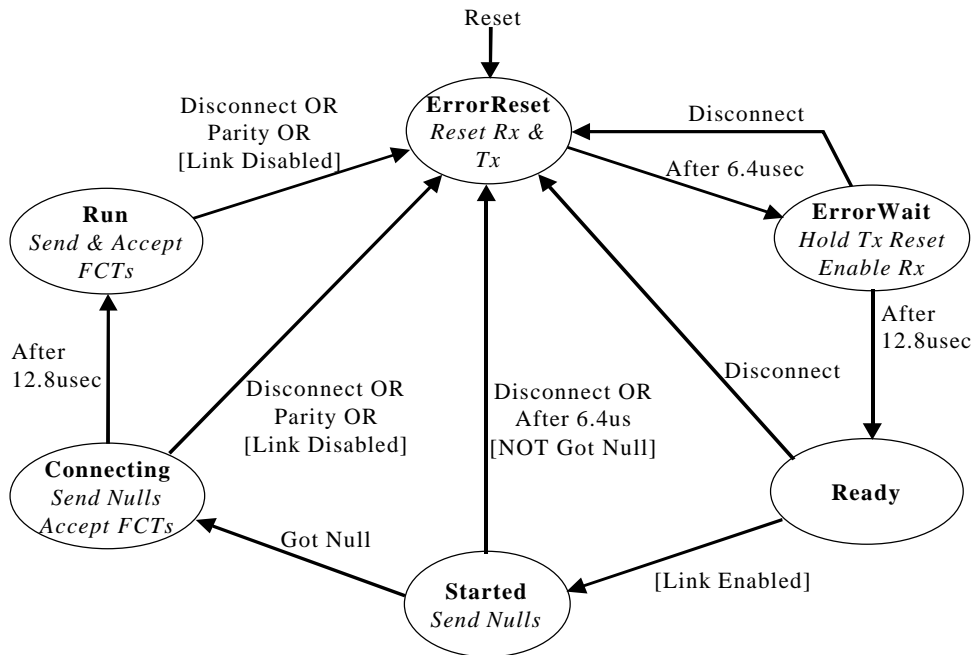 Reset
ErrorReset
Reset Rx &
Tx
Disconnect OR
Parity OR
[Link Disabled]
Disconnect
After 6.4usec
Run
Send & Accept
FCTs
ErrorWait
Hold Tx Reset
Enable Rx
After
12.8usec
After
12.8usec
Disconnect OR
Parity OR
[Link Disabled]
Disconnect OR
After 6.4us
[NOT Got Null]
Disconnect
Connecting
Send Nulls
Accept FCTs
Ready
Got Null
[Link Enabled]
Started
Send Nulls